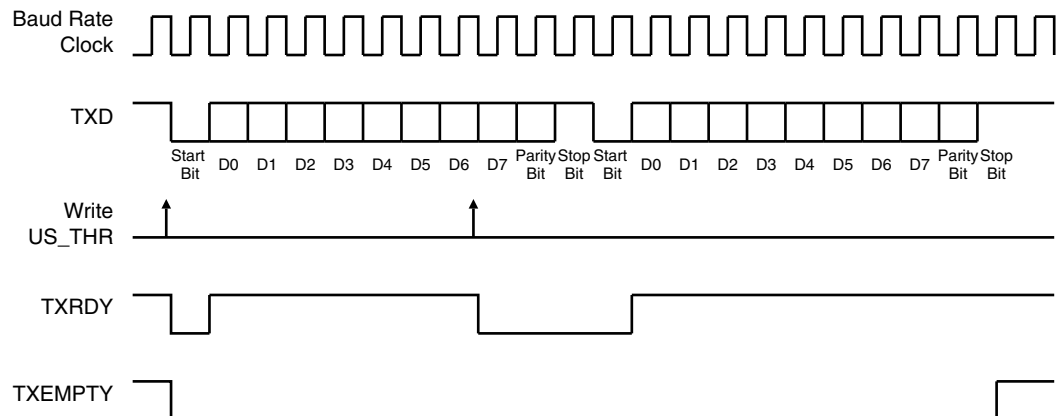 Baud Rate
Clock
TXD
Start
Bit D0 D1 D2 D3 D4 D5 D6 D7 Parity
Bit Stop
Bit Start
Bit D0 D1 D2 D3 D4 D5 D6 D7 Parity
Bit Stop
Bit
Write
US_THR
TXRDY
TXEMPTY